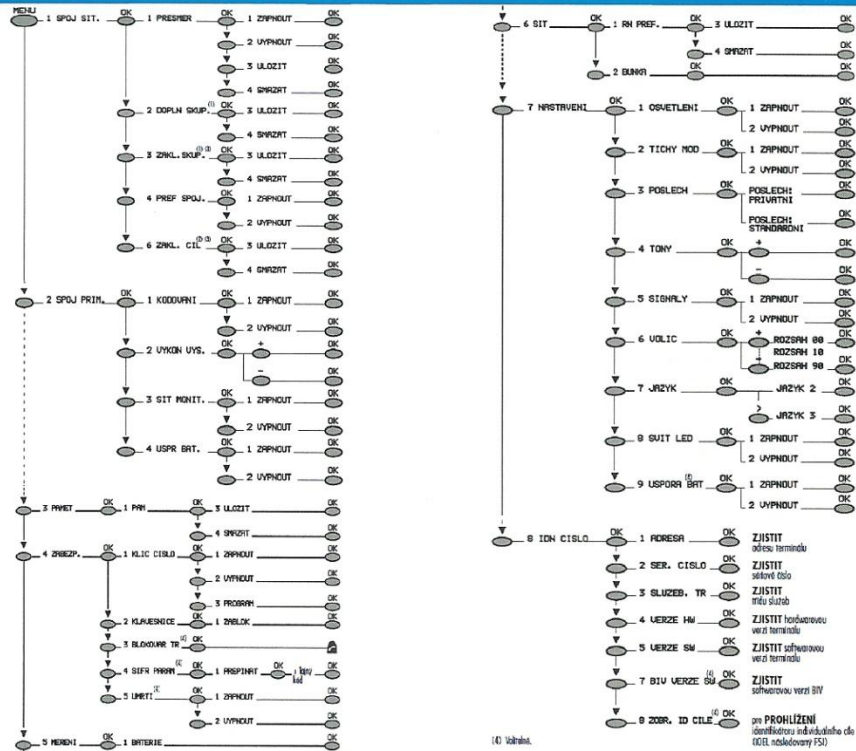 MENU
1 SPOJ SIT. OK 1 PRESMER OK 1 ZAPNOUT OK
2 VYPNOUT OK
3 ULOZIT OK
4 SMAZAT OK
2 DOPLN SKUP. (1) OK 3 ULOZIT OK
4 SMAZAT OK
3 ZAKL.SKUP. OK 3 ULOZIT OK
4 SMAZAT OK
4 PREF SPOJ. OK 1 ZAPNOUT OK
2 VYPNOUT OK
6 ZAKL. CIL OK 3 ULOZIT OK
4 SMAZAT OK
2 SPOJ PRIM. OK 1 KODOVANI OK 1 ZAPNOUT OK
2 VYPNOUT OK
2 VYKON VYS. OK + OK
- OK
3 SIT MONIT. OK 1 ZAPNOUT OK
2 VYPNOUT OK
4 USPR BAT. OK 1 ZAPNOUT OK
2 VYPNOUT OK
3 PAMET OK 1 PAM OK 3 ULOZIT OK
4 SMAZAT OK
4 ZABEZP. OK 1 KLIC CISLO OK 1 ZAPNOUT OK
2 VYPNOUT OK
3 PROGRAM OK
2 KLAVESNICE OK 1 ZABLOK OK
3 BLOKOVAR TR OK
4 SIFR PARAM OK 1 PREPINAT OK kód OK
5 UMRTI OK 1 ZAPNOUT OK
2 VYPNOUT OK
5 MERENI OK 1 BATERIE OK
6 SIT OK 1 RN PREF. OK 3 ULOZIT OK
4 SMAZAT OK
2 BUNKA OK OK
7 NASTAVENI OK 1 OSVETLENI OK 1 ZAPNOUT OK
2 VYPNOUT OK
2 TICHY MOD OK 1 ZAPNOUT OK
2 VYPNOUT OK
3 POSLECH OK POSLECH: OK
PRIVATNI
POSLECH: OK
STANDARDNI
4 TONY OK + OK
- OK
5 SIGNALY OK 1 ZAPNOUT OK
2 VYPNOUT OK
6 VOLIC OK + ROZSAH 00 OK
ROZSAH 10
ROZSAH 90 OK
7 JAZYK OK JAZYK 2 OK
> JAZYK 3 OK
8 SVIT LED OK 1 ZAPNOUT OK
2 VYPNOUT OK
9 USPORA BAT OK 1 ZAPNOUT OK
2 VYPNOUT OK
8 IDN CISLO OK 1 ADRESA OK ZJISTIT
adresu terminálu
2 SER. CISLO OK ZJISTIT
sériové číslo
3 SLUZEB. TR OK ZJISTIT
třídu služeb
4 VERZE HW OK ZJISTIT hardwarovou
verzi terminálu
5 VERZE SW OK ZJISTIT softwarovou
verzi terminálu
7 BIV VERZE SW (4) OK ZJISTIT
softwarovou verzi BIV
8 ZOBR. ID CILE (4) OK pro PROHLÍŽENÍ
identifikátoru individuálního cíle
(IDEL následovaný FSI)
(4) Volitelné.